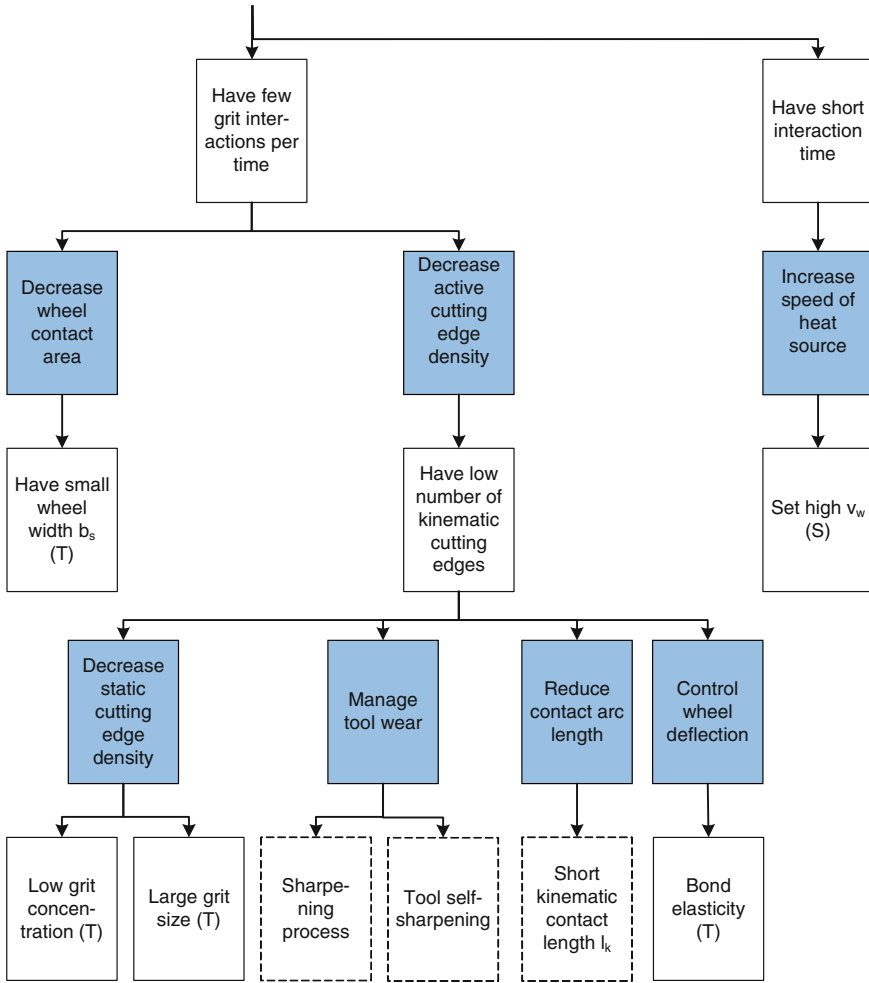 Have few
grit inter-
actions per
time
Have short
interaction
time
Decrease
wheel
contact
area
Decrease
active
cutting
edge
density
Increase
speed of
heat
source
Have small
wheel
width bₛ
(T)
Have low
number of
kinematic
cutting
edges
Set high v_w
(S)
Decrease
static
cutting
edge
density
Manage
tool wear
Reduce
contact arc
length
Control
wheel
deflection
Low grit
concen-
tration (T)
Large grit
size (T)
Sharpe-
ning
process
Tool self-
sharpening
Short
kinematic
contact
length lₖ
Bond
elasticity
(T)